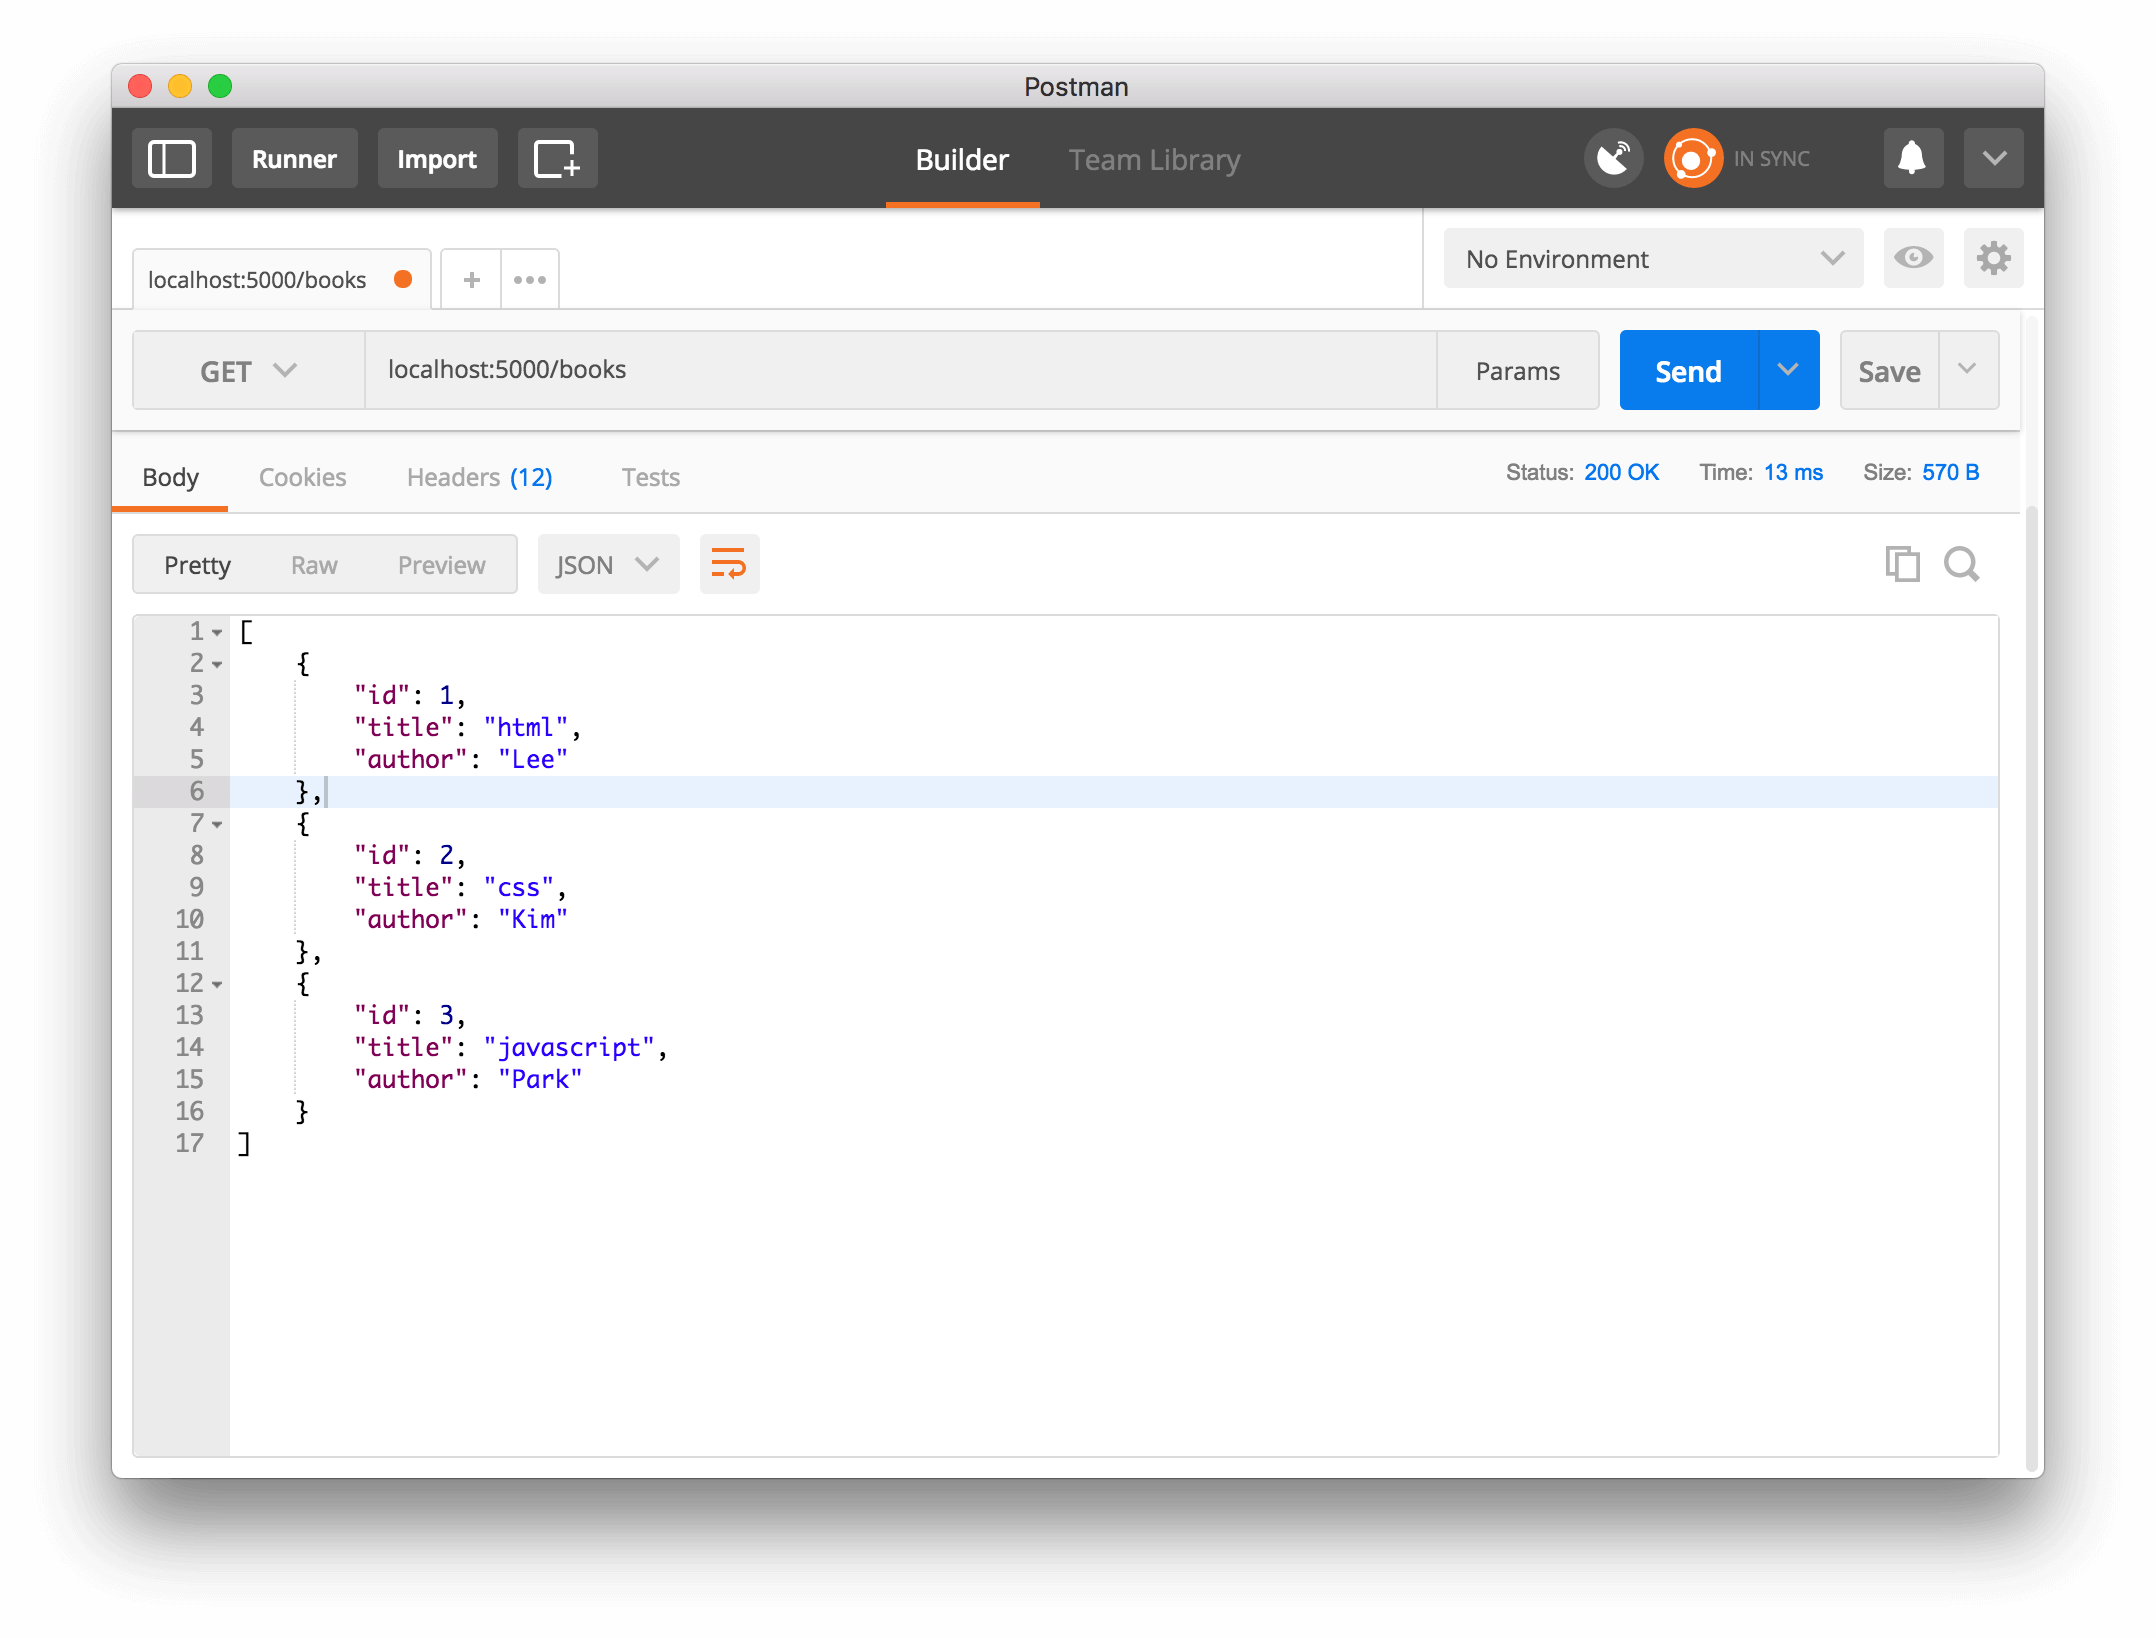 Postman
Runner Import Builder Team Library IN SYNC
localhost:5000/books + No Environment
GET localhost:5000/books Params Send Save
Body Cookies Headers (12) Tests Status: 200 OK Time: 13 ms Size: 570 B
Pretty Raw Preview JSON
1 [
2 {
3 "id": 1,
4 "title": "html",
5 "author": "Lee"
6 },
7 {
8 "id": 2,
9 "title": "css",
10 "author": "Kim"
11 },
12 {
13 "id": 3,
14 "title": "javascript",
15 "author": "Park"
16 }
17 ]